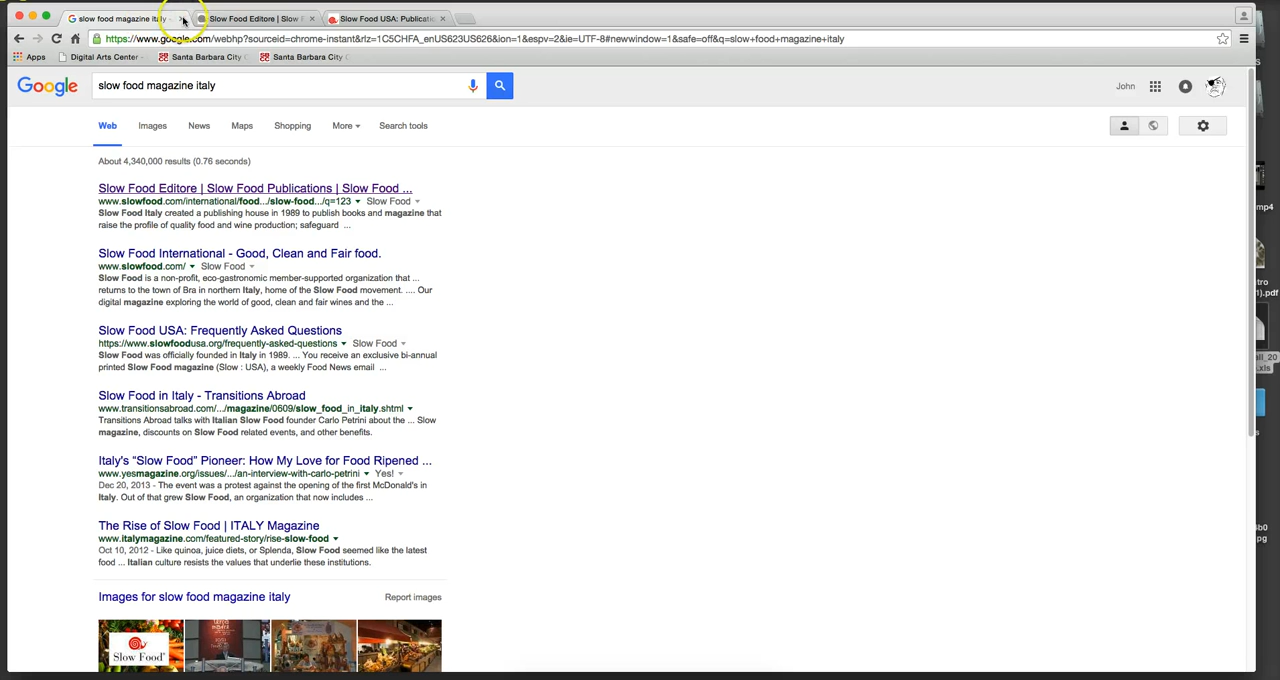 slow food magazine italy
Slow Food Editore | Slow F
Slow Food USA: Publicatio
https://www.google.com/webhp?sourceid=chrome-instant&rlz=1C5CHFA_enUS623US626&ion=1&espv=2&ie=UTF-8#newwindow=1&safe=off&q=slow+food+magazine+italy
Apps Digital Arts Center - Santa Barbara City Santa Barbara City
Google slow food magazine italy John
Web Images News Maps Shopping More Search tools
About 4,340,000 results (0.76 seconds)
Slow Food Editore | Slow Food Publications | Slow Food ...
www.slowfood.com/international/food.../slow-food.../q=123 Slow Food
Slow Food Italy created a publishing house in 1989 to publish books and magazine that
raise the profile of quality food and wine production; safeguard ...
Slow Food International - Good, Clean and Fair food.
www.slowfood.com/ Slow Food
Slow Food is a non-profit, eco-gastronomic member-supported organization that ...
returns to the town of Bra in northern Italy, home of the Slow Food movement. .... Our
digital magazine exploring the world of good, clean and fair wines and the ...
Slow Food USA: Frequently Asked Questions
https://www.slowfoodusa.org/frequently-asked-questions Slow Food
Slow Food was officially founded in Italy in 1989. ... You receive an exclusive bi-annual
printed Slow Food magazine (Slow : USA), a weekly Food News email ...
Slow Food in Italy - Transitions Abroad
www.transitionsabroad.com/.../magazine/0609/slow_food_in_italy.shtml
Transitions Abroad talks with Italian Slow Food founder Carlo Petrini about the ... Slow
magazine, discounts on Slow Food related events, and other benefits.
Italy's "Slow Food" Pioneer: How My Love for Food Ripened ...
www.yesmagazine.org/issues/.../an-interview-with-carlo-petrini Yes!
Dec 20, 2013 - The event was a protest against the opening of the first McDonald's in
Italy. Out of that grew Slow Food, an organization that now includes ...
The Rise of Slow Food | ITALY Magazine
www.italymagazine.com/featured-story/rise-slow-food
Oct 10, 2012 - Like quinoa, juice diets, or Splenda, Slow Food seemed like the latest
food ... Italian culture resists the values that underlie these institutions.
Images for slow food magazine italy Report images
Slow Food
mp4
tro
).pdf
all_20
.xls
4b0
.jpg